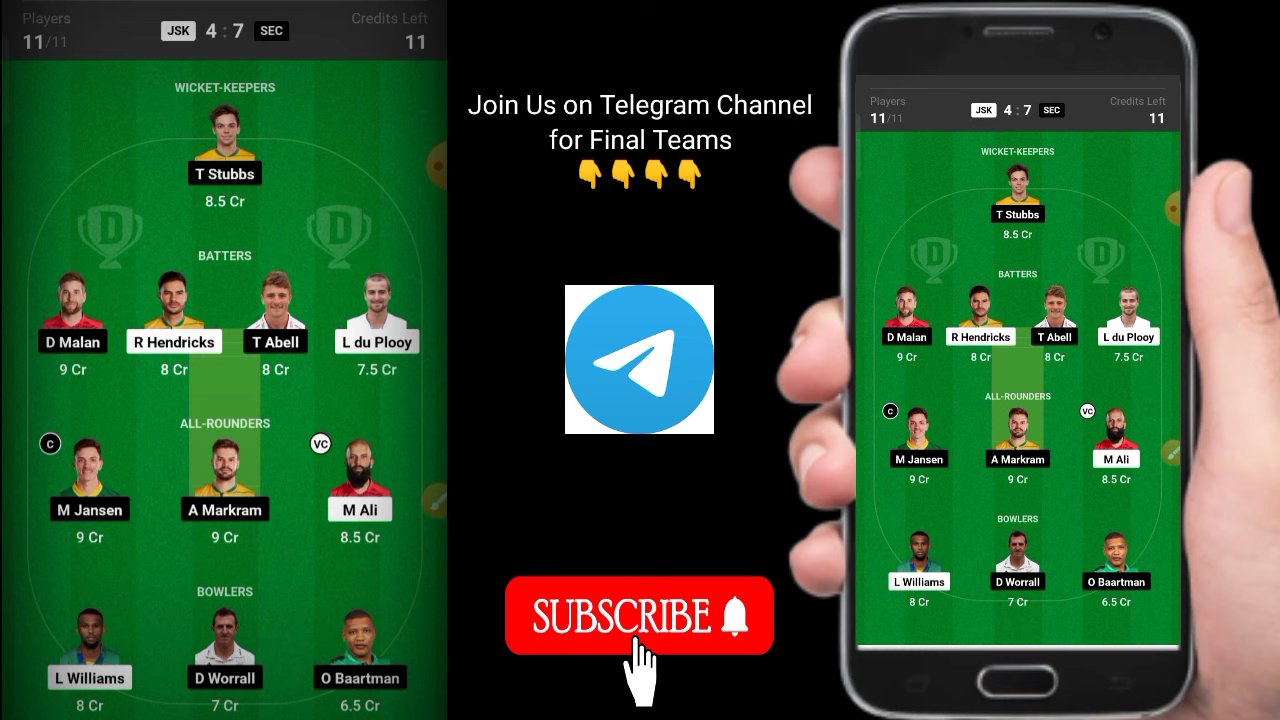 Players
11/11
JSK 4 : 7 SEC
Credits Left
11
WICKET-KEEPERS
T Stubbs
8.5 Cr
D
D
BATTERS
D Malan
R Hendricks
T Abell
L du Plooy
9 Cr
8 Cr
8 Cr
7.5 Cr
ALL-ROUNDERS
C
VC
M Jansen
A Markram
M Ali
9 Cr
9 Cr
8.5 Cr
BOWLERS
L Williams
D Worrall
O Baartman
8 Cr
7 Cr
6.5 Cr
Join Us on Telegram Channel
for Final Teams
👇👇👇👇
SUBSCRIBE
Players
11/11
JSK 4 : 7 SEC
Credits Left
11
WICKET-KEEPERS
T Stubbs
8.5 Cr
D
D
BATTERS
D Malan
R Hendricks
T Abell
L du Plooy
9 Cr
8 Cr
8 Cr
7.5 Cr
ALL-ROUNDERS
C
VC
M Jansen
A Markram
M Ali
9 Cr
9 Cr
8.5 Cr
BOWLERS
L Williams
D Worrall
O Baartman
8 Cr
7 Cr
6.5 Cr